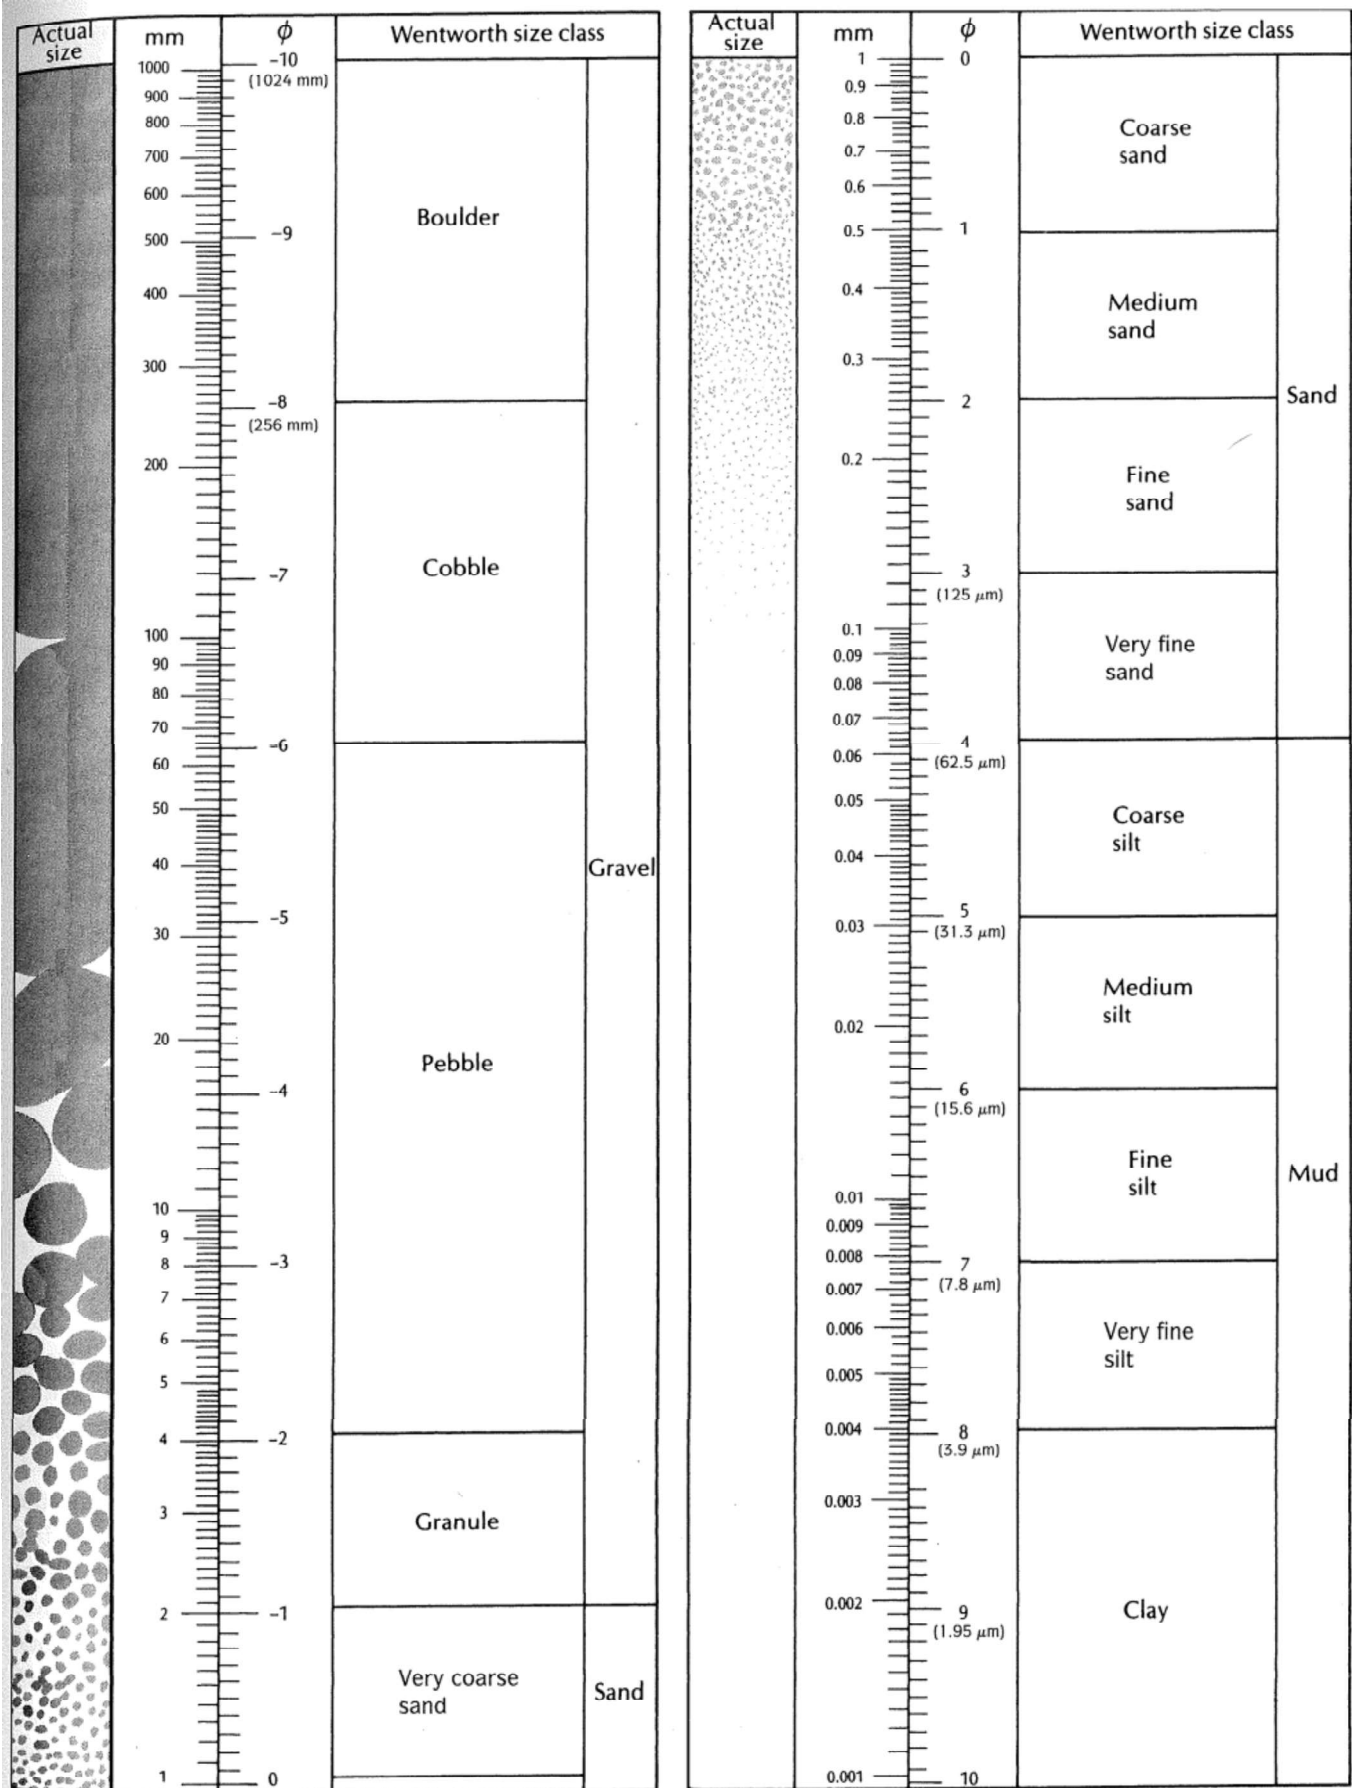 Actual
size
mm
ϕ
Wentworth size class
1000
900
800
700
600
500
400
300
200
100
90
80
70
60
50
40
30
20
10
9
8
7
6
5
4
3
2
1
–10
(1024 mm)
–9
–8
(256 mm)
–7
–6
–5
–4
–3
–2
–1
0
Boulder
Cobble
Pebble
Granule
Very coarse
sand
Gravel
Sand
Actual
size
mm
ϕ
Wentworth size class
1
0.9
0.8
0.7
0.6
0.5
0.4
0.3
0.2
0.1
0.09
0.08
0.07
0.06
0.05
0.04
0.03
0.02
0.01
0.009
0.008
0.007
0.006
0.005
0.004
0.003
0.002
0.001
0
1
2
3
(125 μm)
4
(62.5 μm)
5
(31.3 μm)
6
(15.6 μm)
7
(7.8 μm)
8
(3.9 μm)
9
(1.95 μm)
10
Coarse
sand
Medium
sand
Fine
sand
Very fine
sand
Coarse
silt
Medium
silt
Fine
silt
Very fine
silt
Clay
Sand
Mud